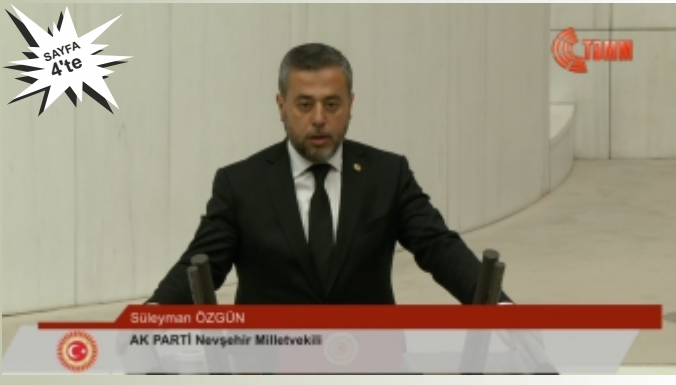 SAYFA
4'te
TBMM
Süleyman ÖZGÜN
AK PARTİ Nevşehir Milletvekili